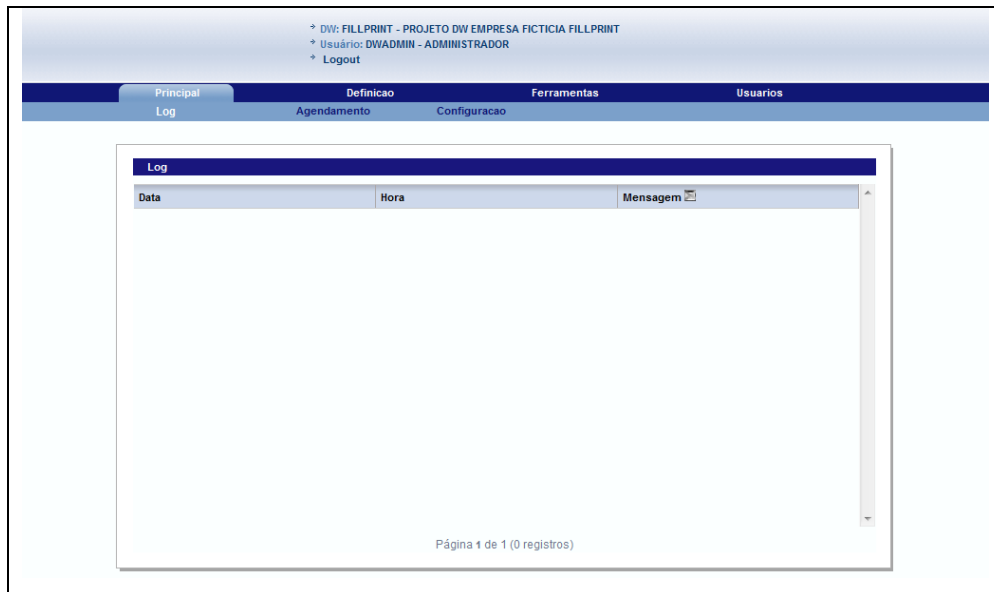 DW: FILLPRINT - PROJETO DW EMPRESA FICTICIA FILLPRINT
Usuário: DWADMIN - ADMINISTRADOR
Logout
Principal Definicao Ferramentas Usuarios
Log Agendamento Configuracao
Log
Data Hora Mensagem
Página 1 de 1 (0 registros)